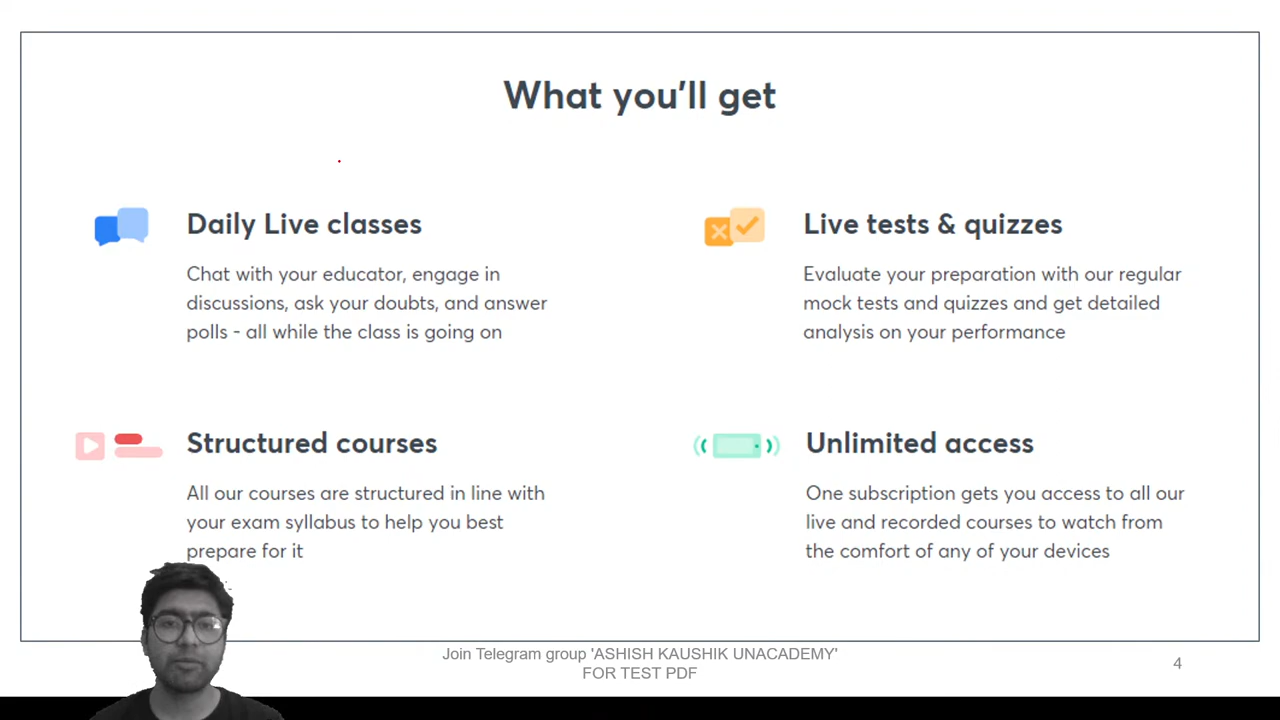 What you'll get
Daily Live classes
Chat with your educator, engage in
discussions, ask your doubts, and answer
polls - all while the class is going on
Live tests & quizzes
Evaluate your preparation with our regular
mock tests and quizzes and get detailed
analysis on your performance
Structured courses
All our courses are structured in line with
your exam syllabus to help you best
prepare for it
Unlimited access
One subscription gets you access to all our
live and recorded courses to watch from
the comfort of any of your devices
Join Telegram group 'ASHISH KAUSHIK UNACADEMY'
FOR TEST PDF
4